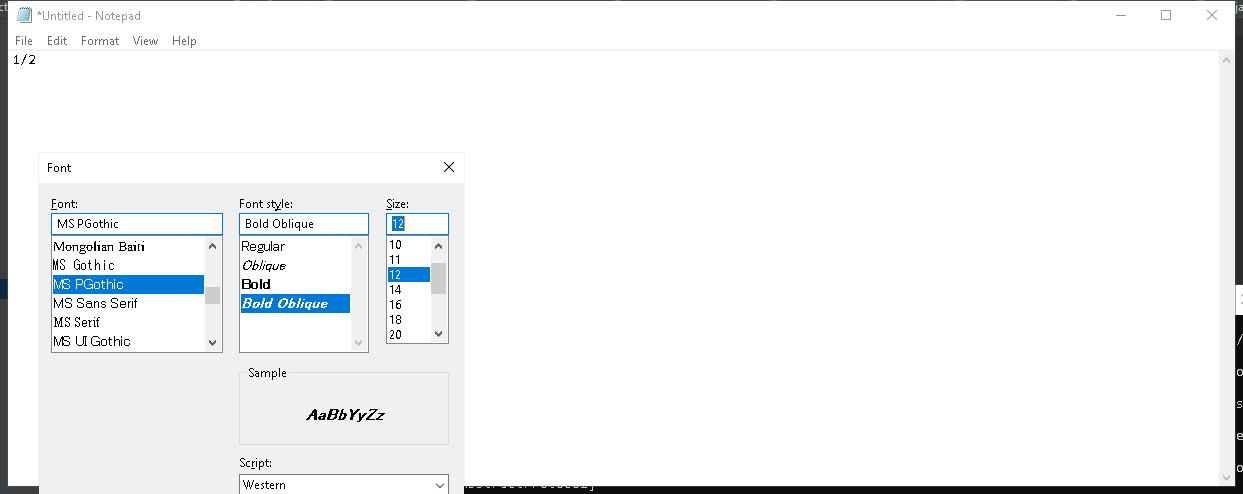 *Untitled - Notepad
File Edit Format View Help
1/2
Font
Font: Font style: Size:
MS PGothic Bold Oblique 12
Mongolian Baiti Regular 10
MS Gothic Oblique 11
MS PGothic Bold 12
MS Sans Serif Bold Oblique 14
MS Serif 16
MS UI Gothic 18
20
Sample
AaBbYyZz
Script:
Western